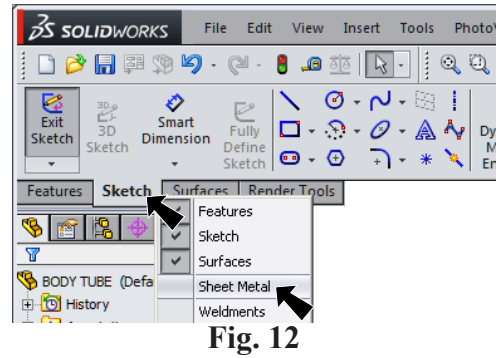 SOLIDWORKS File Edit View Insert Tools
Exit Sketch
3D Sketch
Smart Dimension
Fully Define Sketch
Features Sketch Surfaces Render Tools
Features
Sketch
Surfaces
Sheet Metal
Weldments
BODY TUBE (Defa
History
Fig. 12